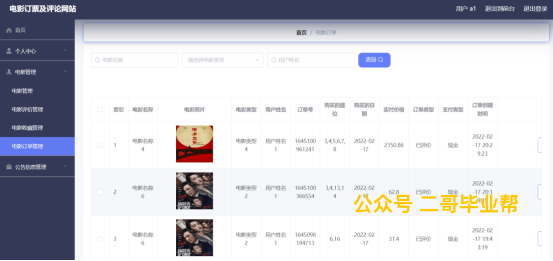 电影订票及评论网站
用户 a1 退出到前台 退出登录
首页
首页 / 电影订单
个人中心
电影名称 请选择电影类型 用户姓名 查询
电影管理
电影管理
电影评价管理
电影收藏管理
电影订单管理
公告信息管理
索引 电影名称 电影图片 电影类型 用户姓名 订单号 购买的座位 购买的日期 实付价格 订单类型 支付类型 订单创建时间
1 电影名称4 电影类型4 用户姓名1 1645100961241 3,4,5,6,7,8 2022-02-17 2350.86 已评价 现金 2022-02-17 20:29:23
2 电影名称6 电影类型2 用户姓名1 1645100366554 3,4,13,14 2022-02-17 62.8 已评价 现金
3 电影名称6 电影类型2 用户姓名1 1645098194713 6,16 2022-02-17 31.4 已评价 现金 2022-02-17 19:43:19
公众号 二哥毕业帮